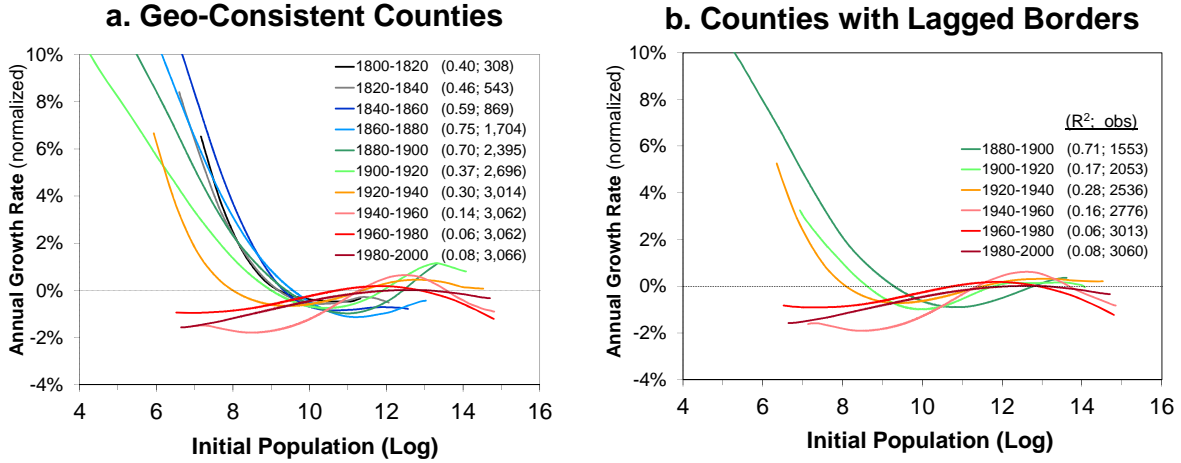 a. Geo-Consistent Counties
Annual Growth Rate (normalized)
10%
8%
6%
4%
2%
0%
-2%
-4%
1800-1820 (0.40; 308)
1820-1840 (0.46; 543)
1840-1860 (0.59; 869)
1860-1880 (0.75; 1,704)
1880-1900 (0.70; 2,395)
1900-1920 (0.37; 2,696)
1920-1940 (0.30; 3,014)
1940-1960 (0.14; 3,062)
1960-1980 (0.06; 3,062)
1980-2000 (0.08; 3,066)
4 6 8 10 12 14 16
Initial Population (Log)
b. Counties with Lagged Borders
Annual Growth Rate (normalized)
10%
8%
6%
4%
2%
0%
-2%
-4%
(R²; obs)
1880-1900 (0.71; 1553)
1900-1920 (0.17; 2053)
1920-1940 (0.28; 2536)
1940-1960 (0.16; 2776)
1960-1980 (0.06; 3013)
1980-2000 (0.08; 3060)
4 6 8 10 12 14 16
Initial Population (Log)